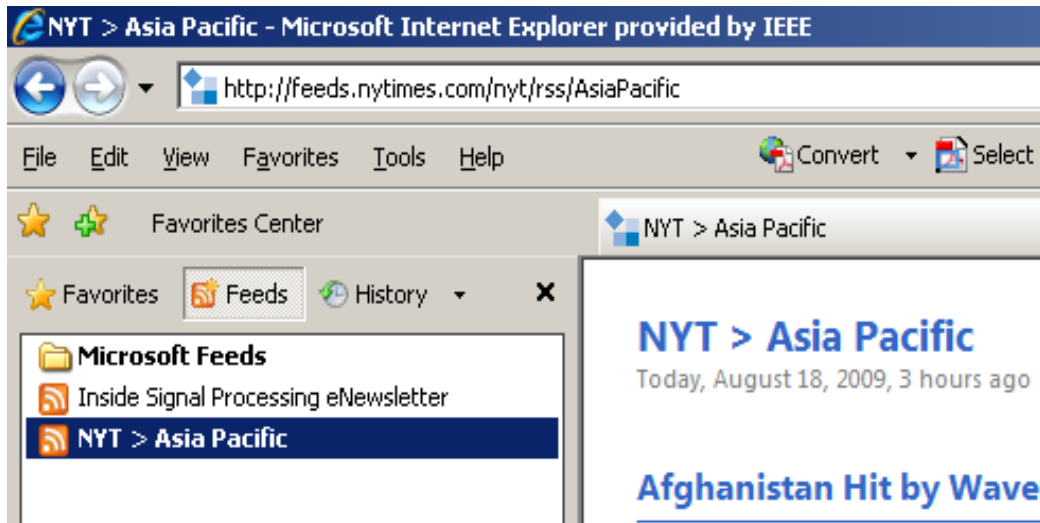 NYT > Asia Pacific - Microsoft Internet Explorer provided by IEEE
http://feeds.nytimes.com/nyt/rss/AsiaPacific
File Edit View Favorites Tools Help Convert Select
Favorites Center NYT > Asia Pacific
Favorites Feeds History
Microsoft Feeds
Inside Signal Processing eNewsletter
NYT > Asia Pacific
NYT > Asia Pacific
Today, August 18, 2009, 3 hours ago
Afghanistan Hit by Wave